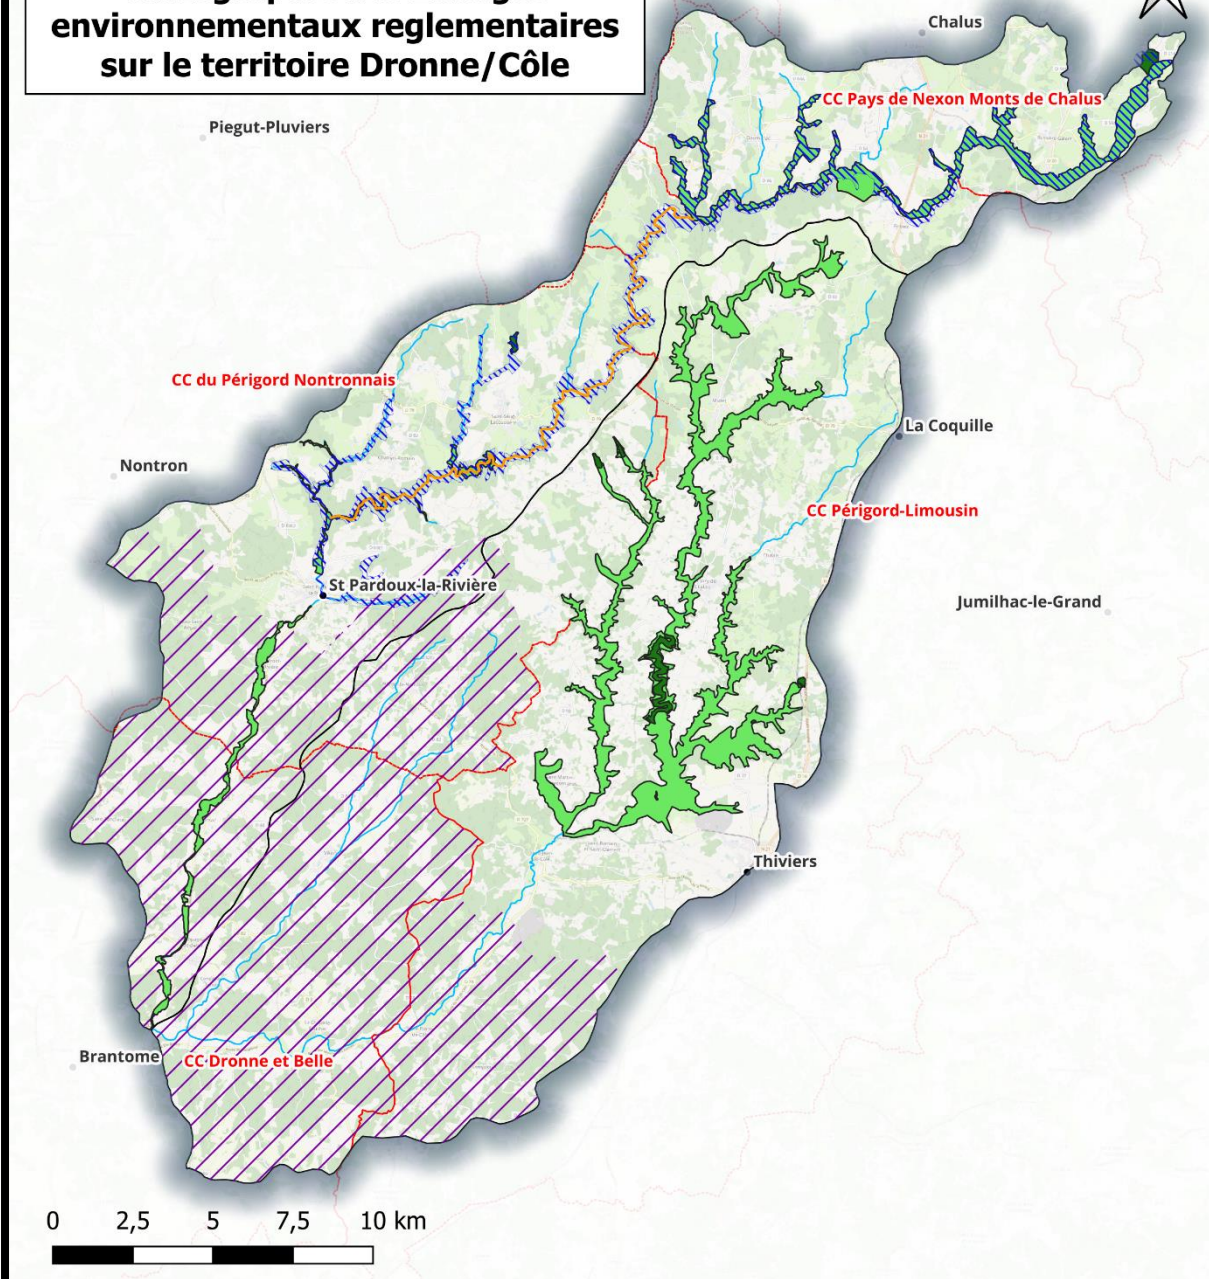 environnementaux reglementaires
sur le territoire Dronne/Côle
Chalus
CC Pays de Nexon Monts de Chalus
Piegut-Pluviers
CC du Périgord Nontronnais
La Coquille
Nontron
CC Périgord-Limousin
St Pardoux-la-Rivière
Jumilhac-le-Grand
Thiviers
Brantome
CC Dronne et Belle
0 2,5 5 7,5 10 km